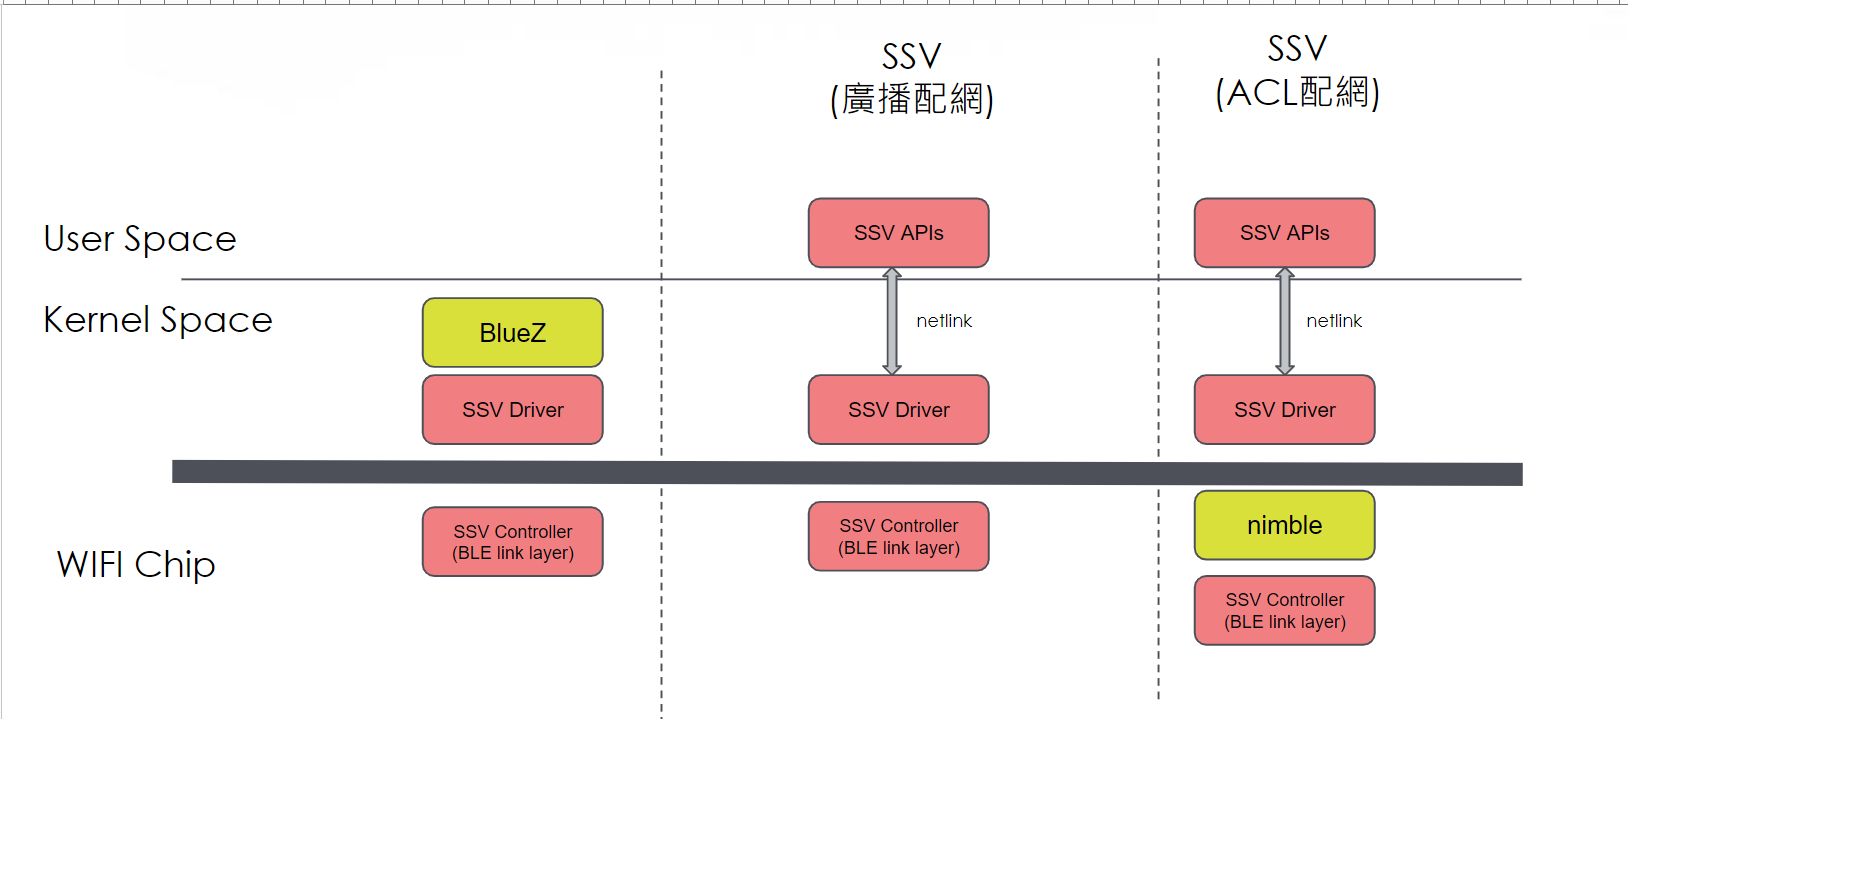 SSV
(廣播配網)
SSV
(ACL配網)
User Space
SSV APIs
SSV APIs
Kernel Space
BlueZ
netlink
netlink
SSV Driver
SSV Driver
SSV Driver
WIFI Chip
SSV Controller
(BLE link layer)
SSV Controller
(BLE link layer)
nimble
SSV Controller
(BLE link layer)